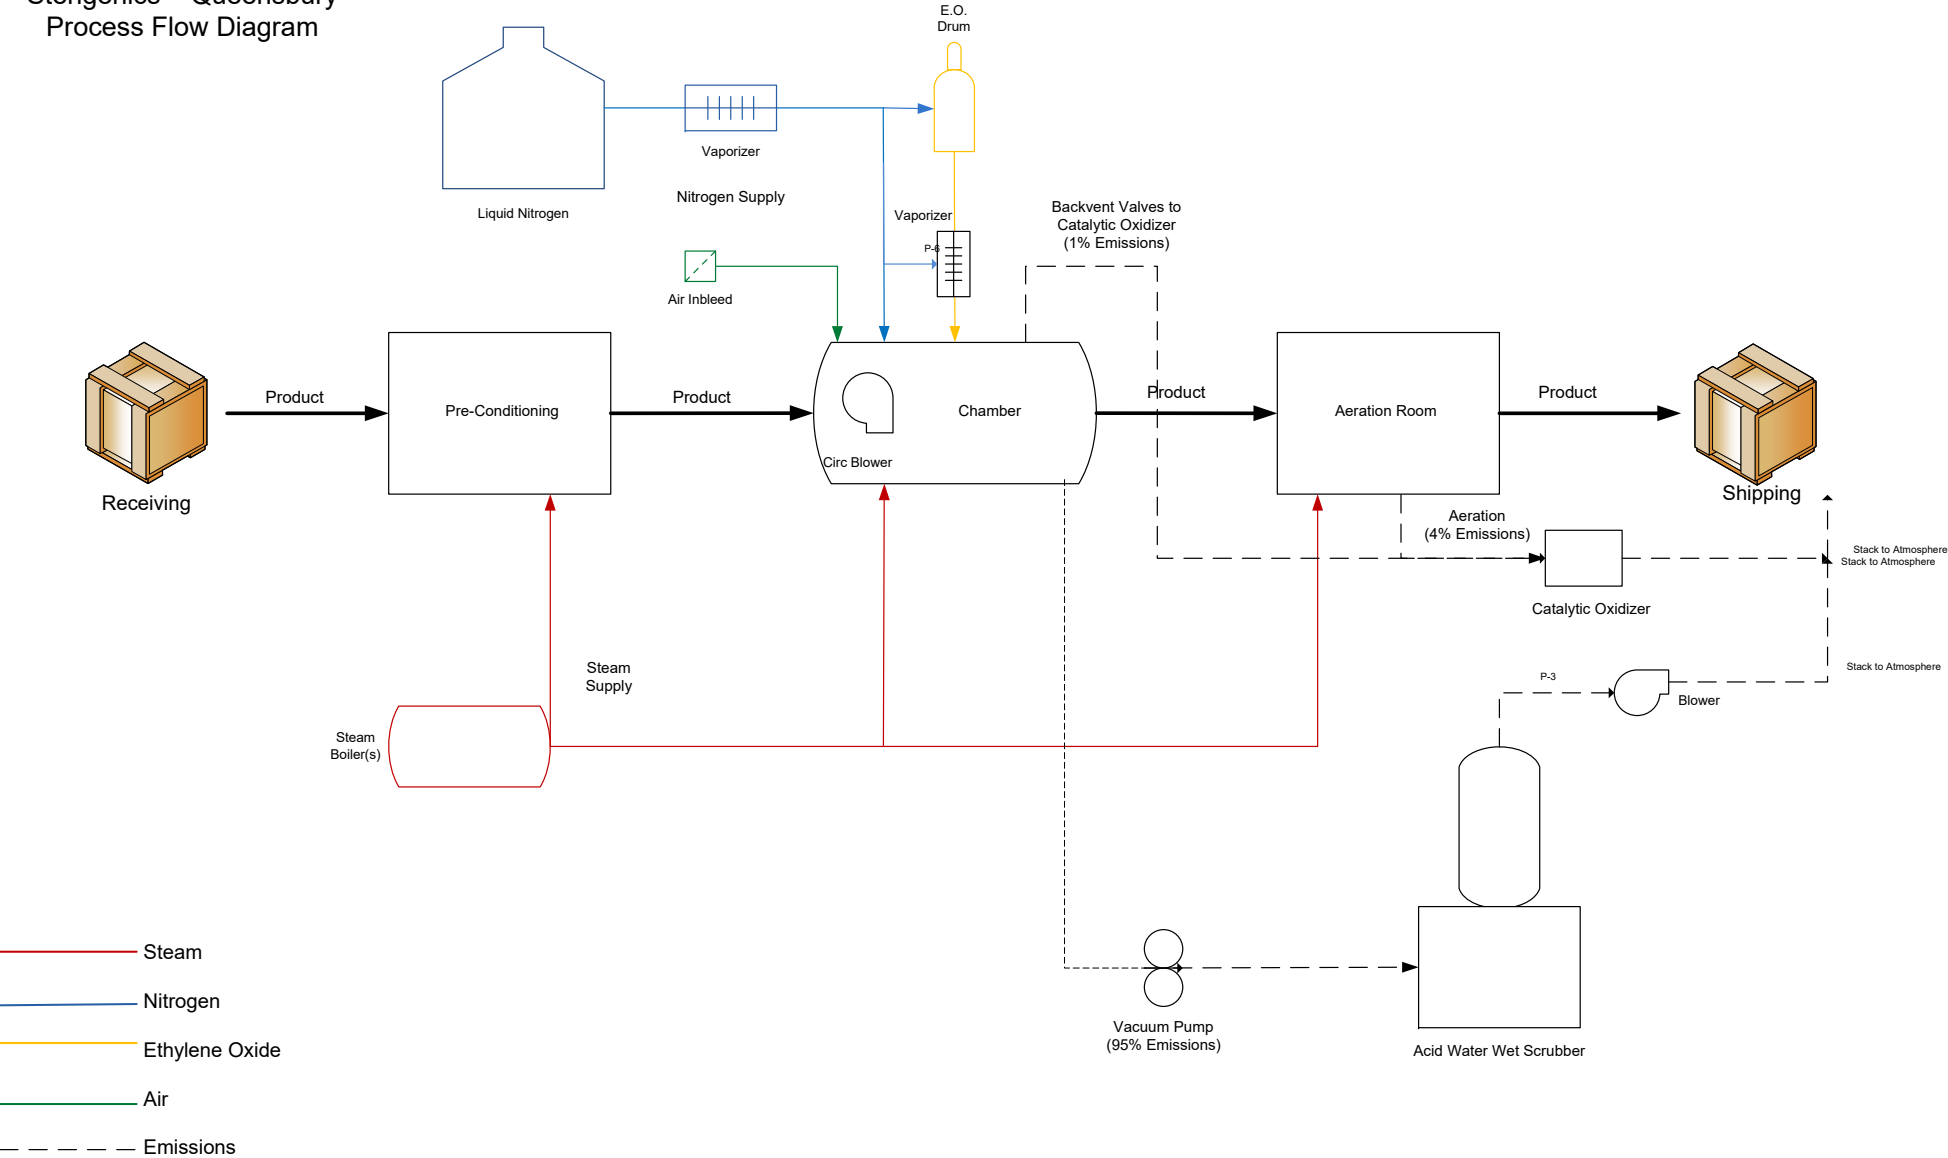 Process Flow Diagram
E.O.
Drum
Vaporizer
Nitrogen Supply
Liquid Nitrogen
Vaporizer
P-6
Backvent Valves to
Catalytic Oxidizer
(1% Emissions)
Air Inbleed
Product
Pre-Conditioning
Product
Chamber
Circ Blower
Product
Aeration Room
Product
Receiving
Shipping
Aeration
(4% Emissions)
Stack to Atmosphere
Stack to Atmosphere
Catalytic Oxidizer
Steam
Supply
Stack to Atmosphere
P-3
Blower
Steam
Boiler(s)
Steam
Nitrogen
Ethylene Oxide
Air
Emissions
Vacuum Pump
(95% Emissions)
Acid Water Wet Scrubber